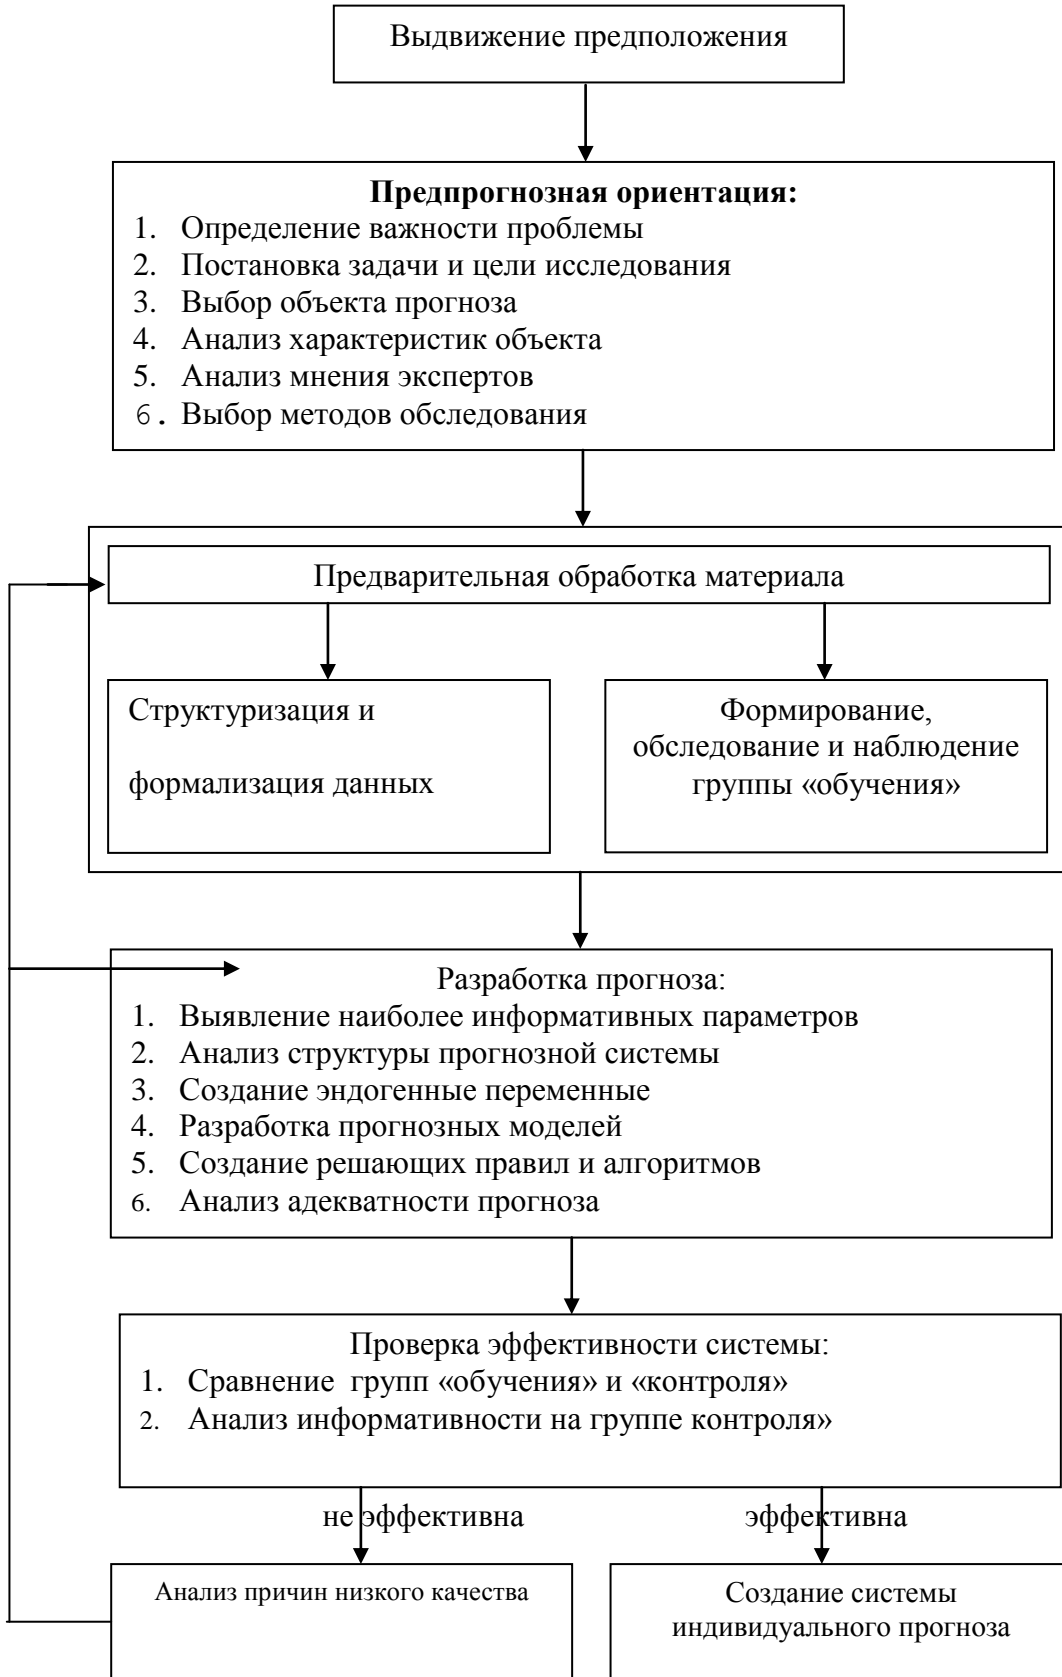 Выдвижение предположения
Предпрогнозная ориентация:
1. Определение важности проблемы
2. Постановка задачи и цели исследования
3. Выбор объекта прогноза
4. Анализ характеристик объекта
5. Анализ мнения экспертов
6. Выбор методов обследования
Предварительная обработка материала
Структуризация и
формализация данных
Формирование,
обследование и наблюдение
группы «обучения»
Разработка прогноза:
1. Выявление наиболее информативных параметров
2. Анализ структуры прогнозной системы
3. Создание эндогенные переменные
4. Разработка прогнозных моделей
5. Создание решающих правил и алгоритмов
6. Анализ адекватности прогноза
Проверка эффективности системы:
1. Сравнение групп «обучения» и «контроля»
2. Анализ информативности на группе контроля»
не эффективна
эффективна
Анализ причин низкого качества
Создание системы
индивидуального прогноза